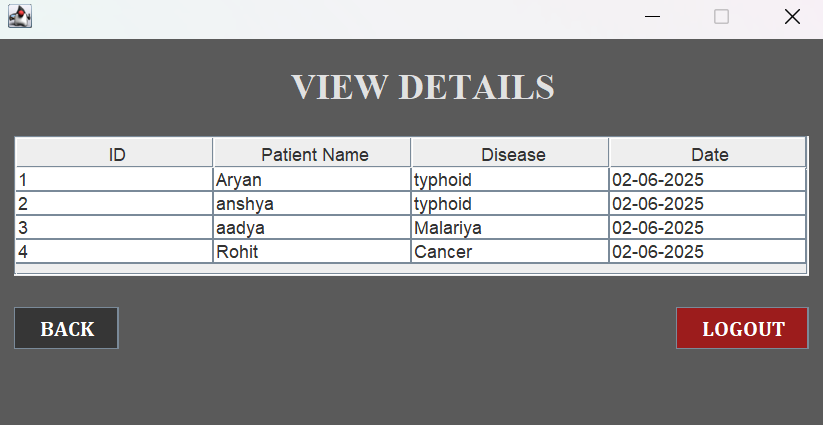 VIEW DETAILS
ID Patient Name Disease Date
1 Aryan typhoid 02-06-2025
2 anshya typhoid 02-06-2025
3 aadya Malariya 02-06-2025
4 Rohit Cancer 02-06-2025
BACK LOGOUT